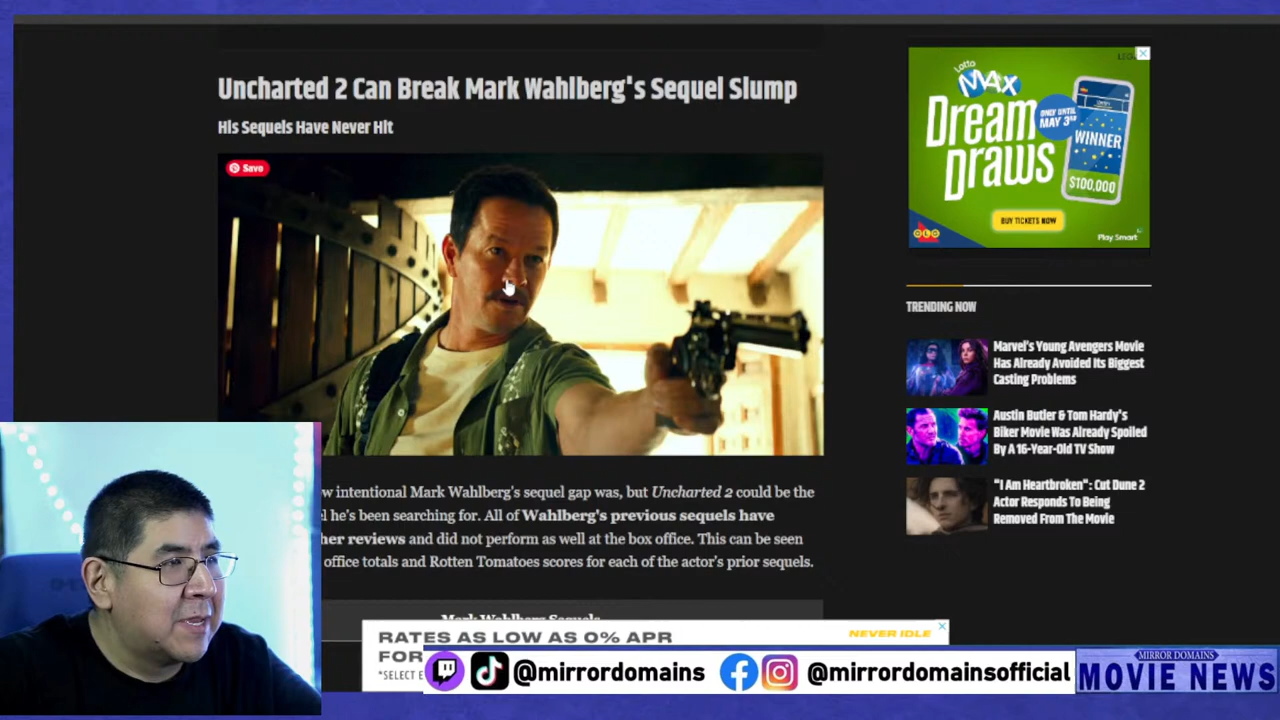 Uncharted 2 Can Break Mark Wahlberg's Sequel Slump
His Sequels Have Never Hit
Save
w intentional Mark Wahlberg's sequel gap was, but Uncharted 2 could be the
el he's been searching for. All of Wahlberg's previous sequels have
her reviews and did not perform as well at the box office. This can be seen
office totals and Rotten Tomatoes scores for each of the actor's prior sequels.
Mark Wahlberg Sequels
Lotto
MAX
Dream
Draws
ONLY UNTIL
MAY 3RD
WINNER
$100,000
BUY TICKETS NOW
OLG
Play Smart
TRENDING NOW
Marvel's Young Avengers Movie
Has Already Avoided Its Biggest
Casting Problems
Austin Butler & Tom Hardy's
Biker Movie Was Already Spoiled
By A 16-Year-Old TV Show
"I Am Heartbroken": Cut Dune 2
Actor Responds To Being
Removed From The Movie
RATES AS LOW AS 0% APR
FOR
*SELECT E
NEVER IDLE
@mirrordomains
@mirrordomainsofficial
MIRROR DOMAINS
MOVIE NEWS